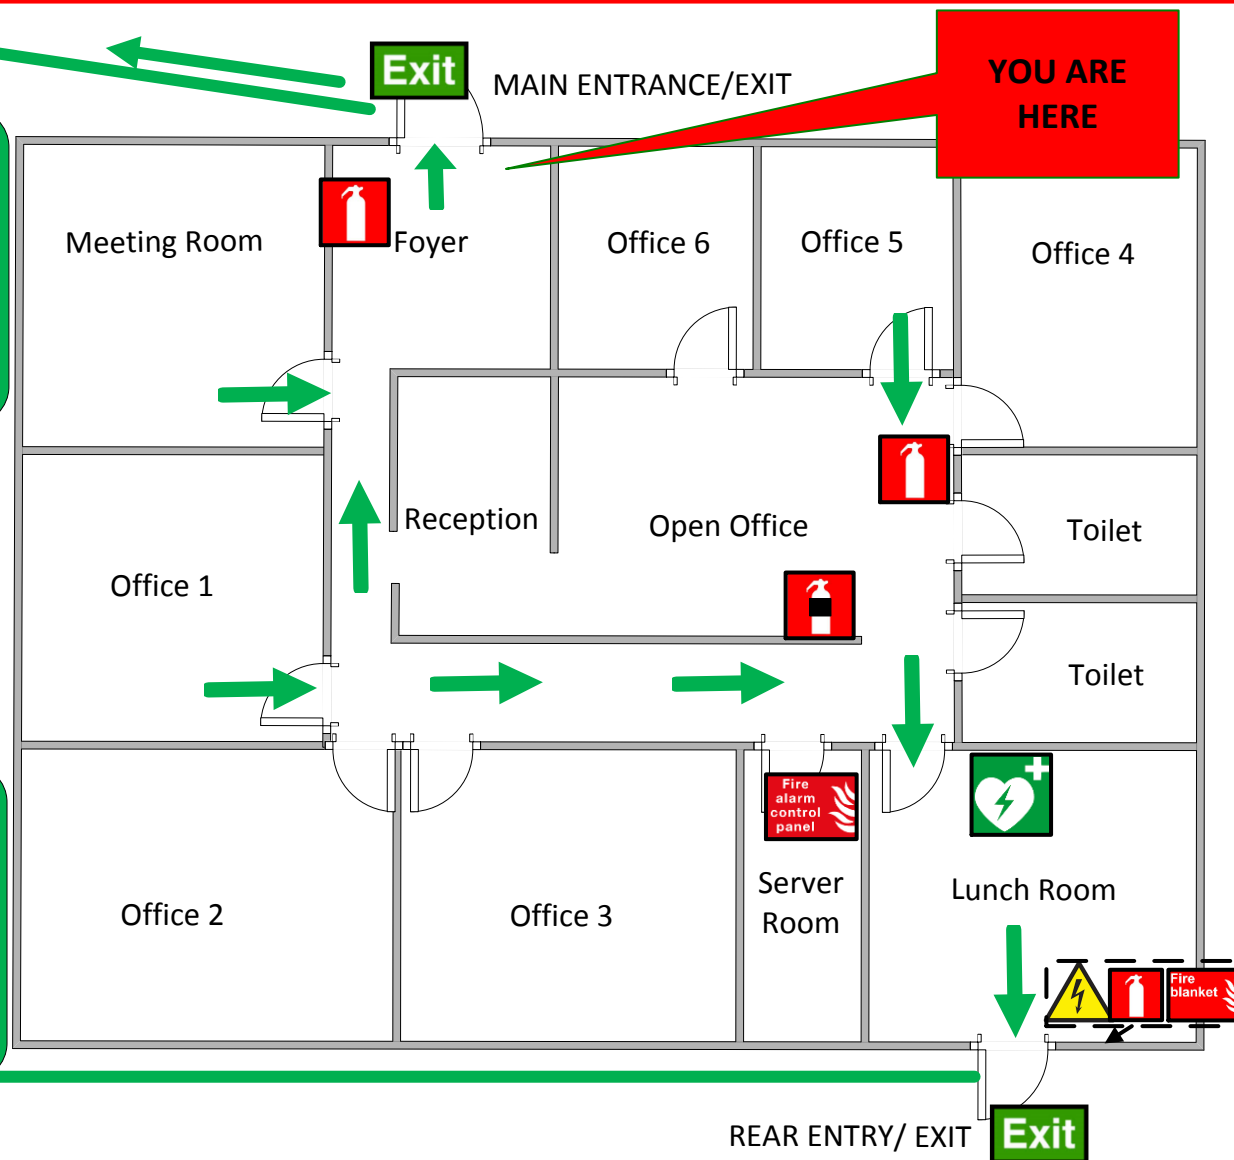 Exit
MAIN ENTRANCE/EXIT
YOU ARE
HERE
Meeting Room
Foyer
Office 6
Office 5
Office 4
Reception
Open Office
Toilet
Office 1
Toilet
Fire
alarm
control
panel
Server
Room
Lunch Room
Office 2
Office 3
Fire
blanket
REAR ENTRY/ EXIT
Exit